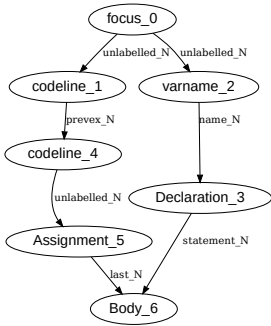 focus_0
unlabelled_N unlabelled_N
codeline_1 varname_2
prevex_N name_N
codeline_4
unlabelled_N Declaration_3
Assignment_5 statement_N
last_N
Body_6